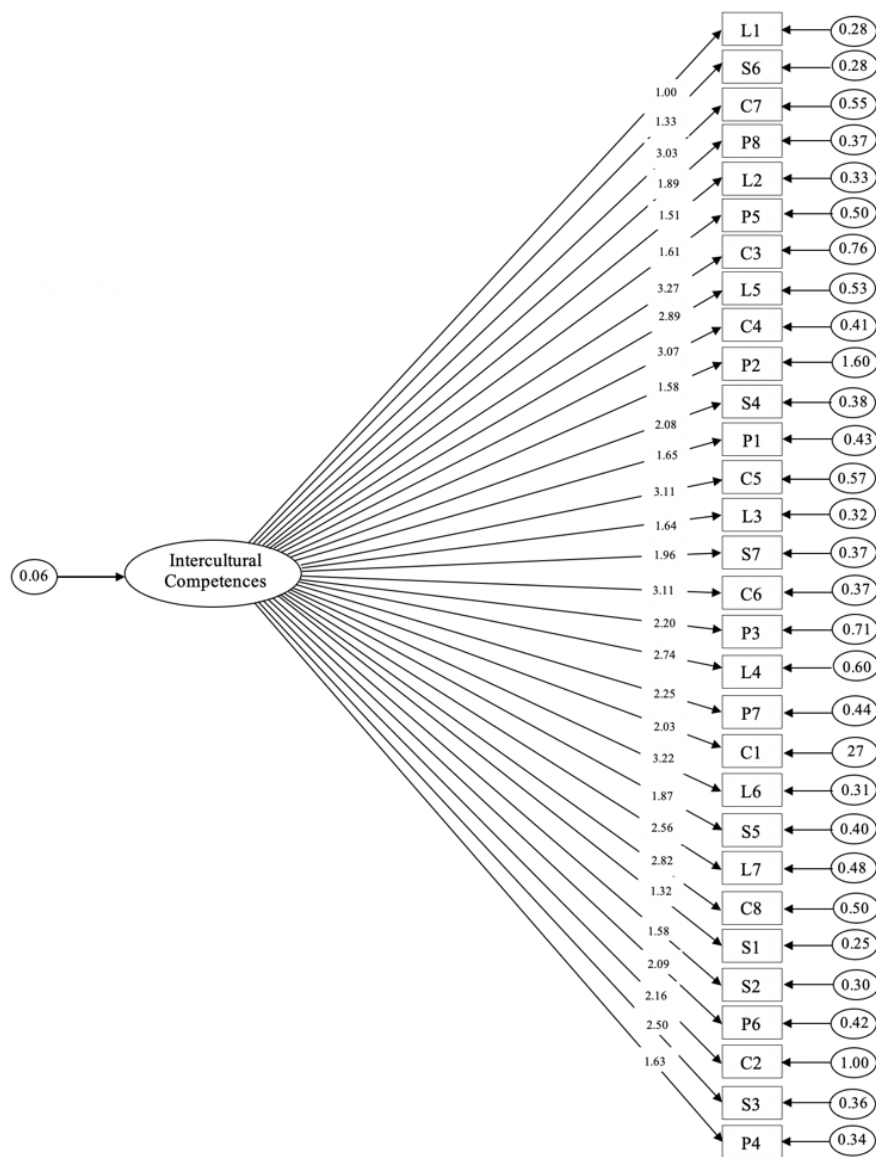 L1 0.28
S6 0.28
1.00
C7 0.55
1.33
P8 0.37
3.03
L2 0.33
1.89
P5 0.50
1.51
C3 0.76
1.61
L5 0.53
3.27
2.89
C4 0.41
3.07
P2 1.60
1.58
S4 0.38
2.08
P1 0.43
1.65
C5 0.57
3.11
L3 0.32
1.64
S7 0.37
1.96
Intercultural
Competences
0.06
C6 0.37
3.11
2.20
P3 0.71
2.74
L4 0.60
2.25
P7 0.44
2.03
C1 27
3.22
L6 0.31
1.87
S5 0.40
2.56
2.82
L7 0.48
1.32
C8 0.50
1.58
S1 0.25
2.09
S2 0.30
2.16
P6 0.42
2.50
C2 1.00
1.63
S3 0.36
P4 0.34